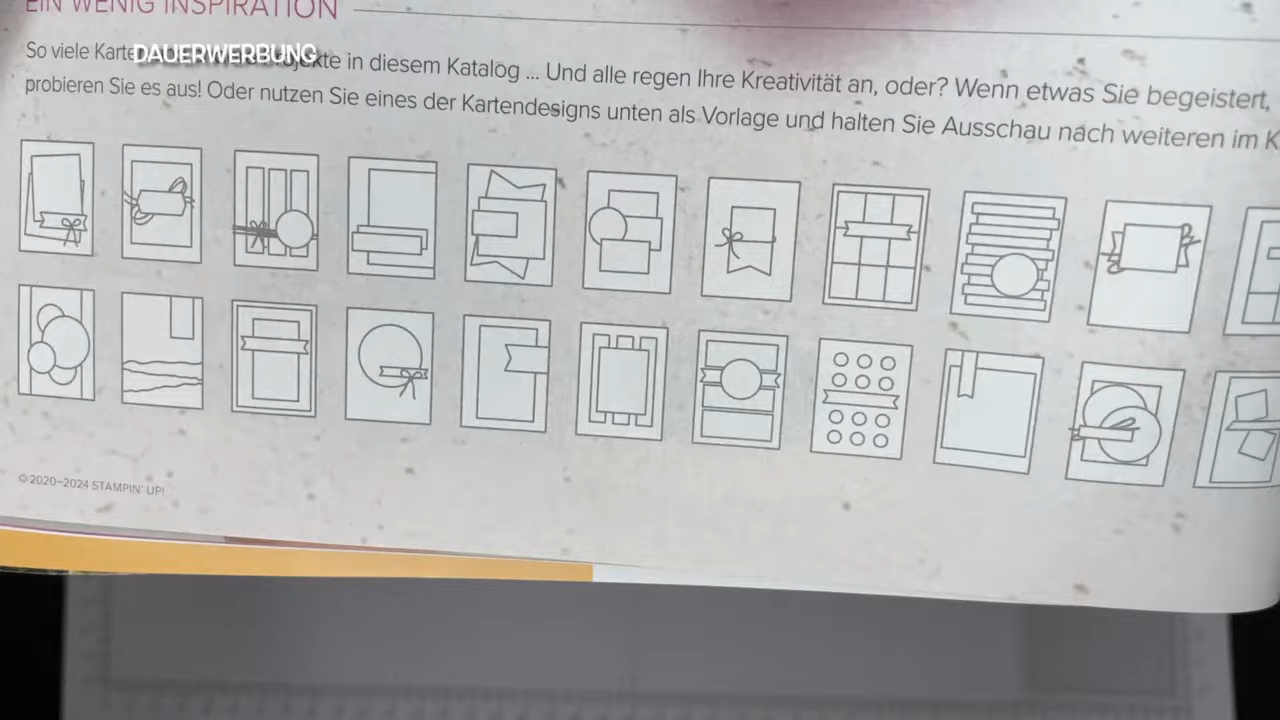 EIN WENIG INSPIRATION
DAUERWERBUNG
So viele Karte jekte in diesem Katalog ... Und alle regen Ihre Kreativität an, oder? Wenn etwas Sie begeistert,
probieren Sie es aus! Oder nutzen Sie eines der Kartendesigns unten als Vorlage und halten Sie Ausschau nach weiteren im K
© 2020–2024 STAMPIN' UP!